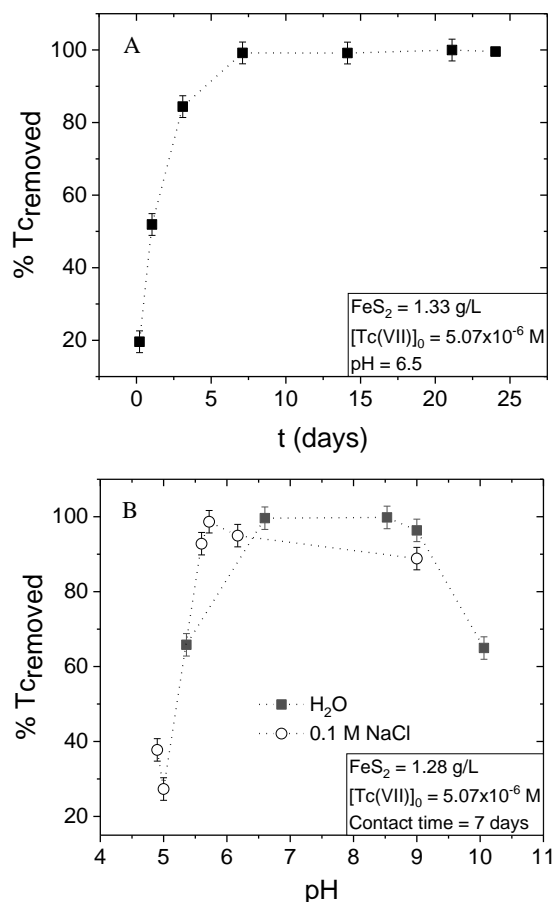 A
100
80
60
40
20
% Tcremoved
FeS2 = 1.33 g/L
[Tc(VII)]0 = 5.07x10-6 M
pH = 6.5
0 5 10 15 20 25
t (days)
B
100
80
60
40
20
% Tcremoved
H2O
0.1 M NaCl
FeS2 = 1.28 g/L
[Tc(VII)]0 = 5.07x10-6 M
Contact time = 7 days
4 5 6 7 8 9 10 11
pH